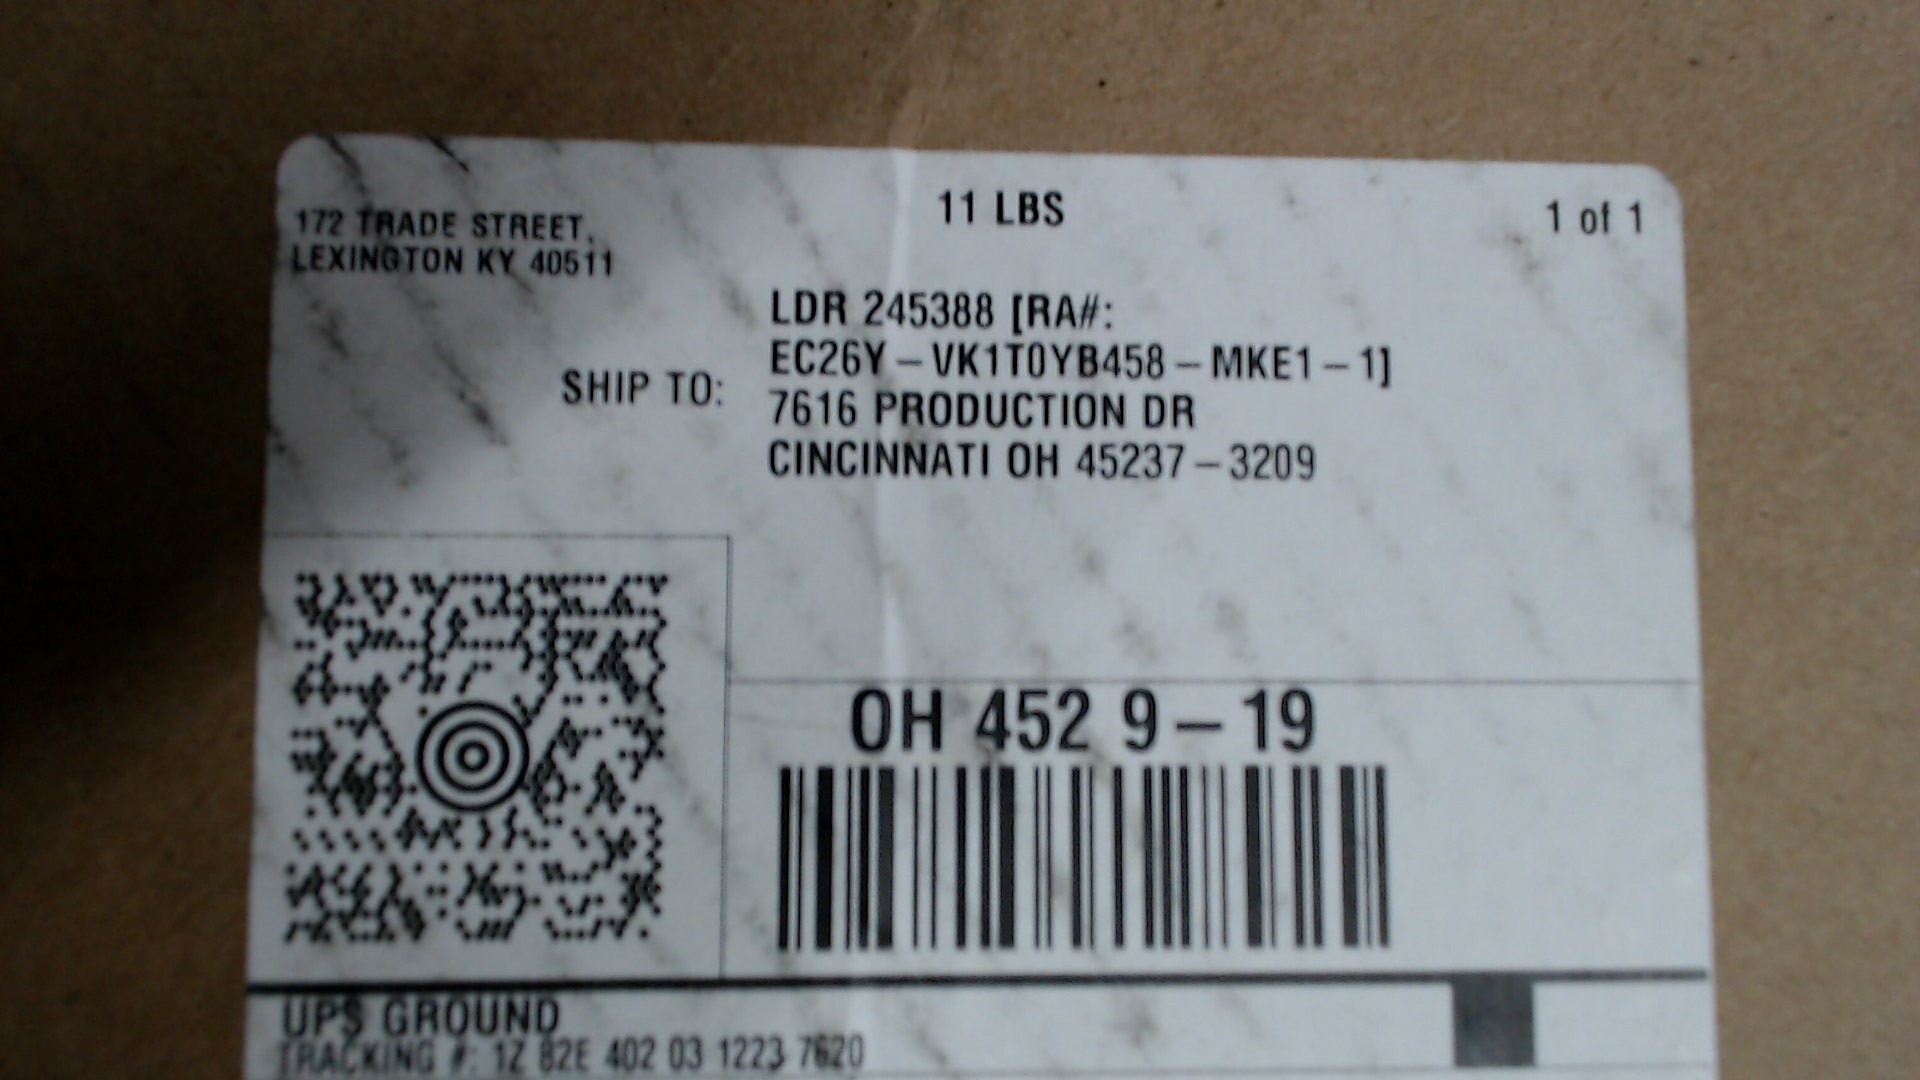 172 TRADE STREET,
LEXINGTON KY 40511
11 LBS
1 of 1
SHIP TO:
LDR 245388 [RA#:
EC26Y-VK1T0YB458-MKE1-1]
7616 PRODUCTION DR
CINCINNATI OH 45237-3209
OH 452 9-19
UPS GROUND
TRACKING #: 1Z 82E 402 03 1223 7620